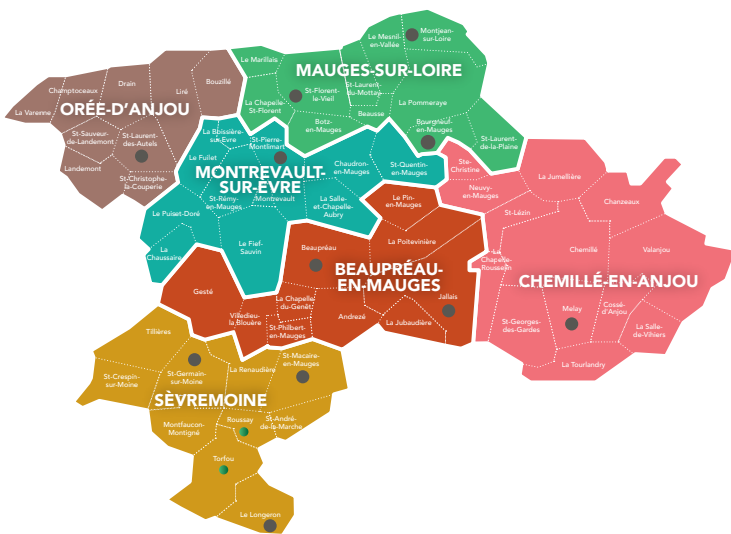 Le Mesnil-
en-Vallée
Montjean-
sur-Loire
Le Marillais
MAUGES-SUR-LOIRE
St-Florent-
le-Vieil
St-Laurent-
du-Mottay
La Chapelle-
St-Florent
La Pommeraye
Beausse
Botz-
en-Mauges
Bourgneuf-
en-Mauges
St-Laurent-
de-la-Plaine
Champtoceaux
Drain
Liré
Bouzillé
La Varenne
ORÉE-D'ANJOU
St-Sauveur-
de-Landemont
St-Laurent-
des-Autels
Landemont
St-Christophe-
la-Couperie
La Boissière-
sur-Èvre
St-Pierre-
Montlimart
Le Fuilet
Chaudron-
en-Mauges
St-Quentin-
en-Mauges
MONTREVAULT-
SUR-ÈVRE
St-Rémy-
en-Mauges
Montrevault
La Salle-
et-Chapelle-
Aubry
Le Puiset-Doré
La
Chaussaire
Le Fief-
Sauvin
Ste-
Christine
Neuvy-
en-Mauges
La Jumellière
St-Lézin
Chanzeaux
La
Chapelle-
Rousselin
Chemillé
Valanjou
CHEMILLÉ-EN-ANJOU
St-Georges-
des-Gardes
Melay
Cossé-
d'Anjou
La Salle-
de-Vihiers
La Tourlandry
Le Pin-
en-Mauges
Beaupréau
La Poitevinière
BEAUPRÉAU-
EN-MAUGES
Gesté
La Chapelle-
du-Genêt
Jallais
Villedieu-
la-Blouère
Andrezé
La Jubaudière
St-Philbert-
en-Mauges
Tillières
St-Macaire-
en-Mauges
St-Crespin-
sur-Moine
St-Germain-
sur-Moine
La Renaudière
SÈVREMOINE
Montfaucon-
Montigné
Roussay
St-André-
de-la-Marche
Torfou
Le Longeron